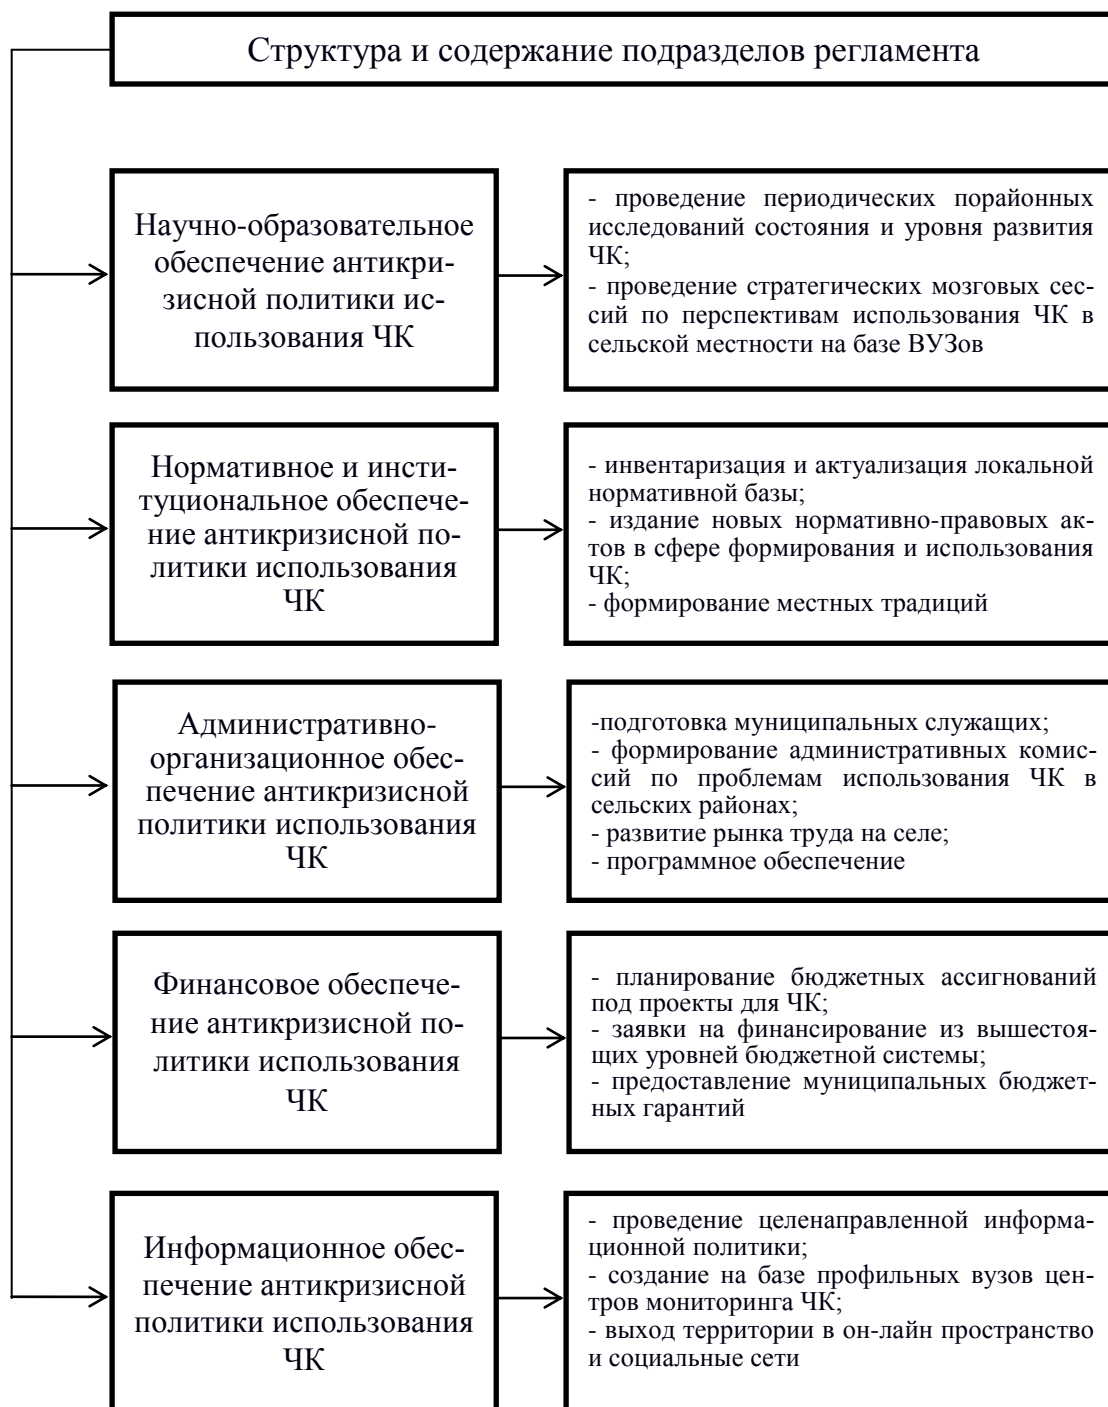 Структура и содержание подразделов регламента
Научно-образовательное
обеспечение антикри-
зисной политики ис-
пользования ЧК
- проведение периодических порайонных
исследований состояния и уровня развития
ЧК;
- проведение стратегических мозговых сес-
сий по перспективам использования ЧК в
сельской местности на базе ВУЗов
Нормативное и инсти-
туциональное обеспече-
ние антикризисной по-
литики использования
ЧК
- инвентаризация и актуализация локальной
нормативной базы;
- издание новых нормативно-правовых ак-
тов в сфере формирования и использования
ЧК;
- формирование местных традиций
Административно-
организационное обес-
печение антикризисной
политики использования
ЧК
-подготовка муниципальных служащих;
- формирование административных комис-
сий по проблемам использования ЧК в
сельских районах;
- развитие рынка труда на селе;
- программное обеспечение
Финансовое обеспече-
ние антикризисной по-
литики использования
ЧК
- планирование бюджетных ассигнований
под проекты для ЧК;
- заявки на финансирование из вышестоя-
щих уровней бюджетной системы;
- предоставление муниципальных бюджет-
ных гарантий
Информационное обес-
печение антикризисной
политики использования
ЧК
- проведение целенаправленной информа-
ционной политики;
- создание на базе профильных вузов цен-
тров мониторинга ЧК;
- выход территории в он-лайн пространство
и социальные сети